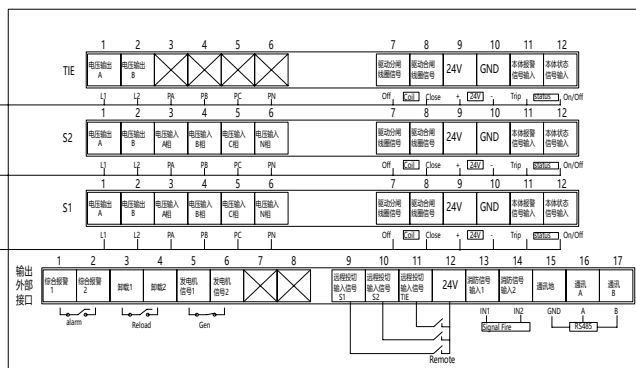 1 2 3 4 5 6 7 8 9 10 11 12
TIE 电压输出 A 电压输出 B 驱动分闸 线圈信号 驱动合闸 线圈信号 24V GND 本体报警 信号输入 本体状态 信号输入
L1 L2 PA PB PC PN Off Coil Close + 24V - Trip status On/Off
1 2 3 4 5 6 7 8 9 10 11 12
S2 电压输出 A 电压输出 B 电压输入 A相 电压输入 B相 电压输入 C相 电压输入 N相 驱动分闸 线圈信号 驱动合闸 线圈信号 24V GND 本体报警 信号输入 本体状态 信号输入
L1 L2 PA PB PC PN Off Coil Close + 24V - Trip status On/Off
1 2 3 4 5 6 7 8 9 10 11 12
S1 电压输出 A 电压输出 B 电压输入 A相 电压输入 B相 电压输入 C相 电压输入 N相 驱动分闸 线圈信号 驱动合闸 线圈信号 24V GND 本体报警 信号输入 本体状态 信号输入
L1 L2 PA PB PC PN Off Coil Close + 24V - Trip status On/Off
1 2 3 4 5 6 7 8 9 10 11 12 13 14 15 16 17
输出 外部 接口 综合报警 1 综合报警 2 卸载1 卸载2 发电机 信号1 发电机 信号2 远程投切 输入信号 S1 远程投切 输入信号 S2 远程投切 输入信号 TIE 24V 消防信号 输入1 消防信号 输入2 通讯地 通讯 A 通讯 B
alarm Reload Gen IN1 IN2 GND A B
Signal Fire RS485
Remote